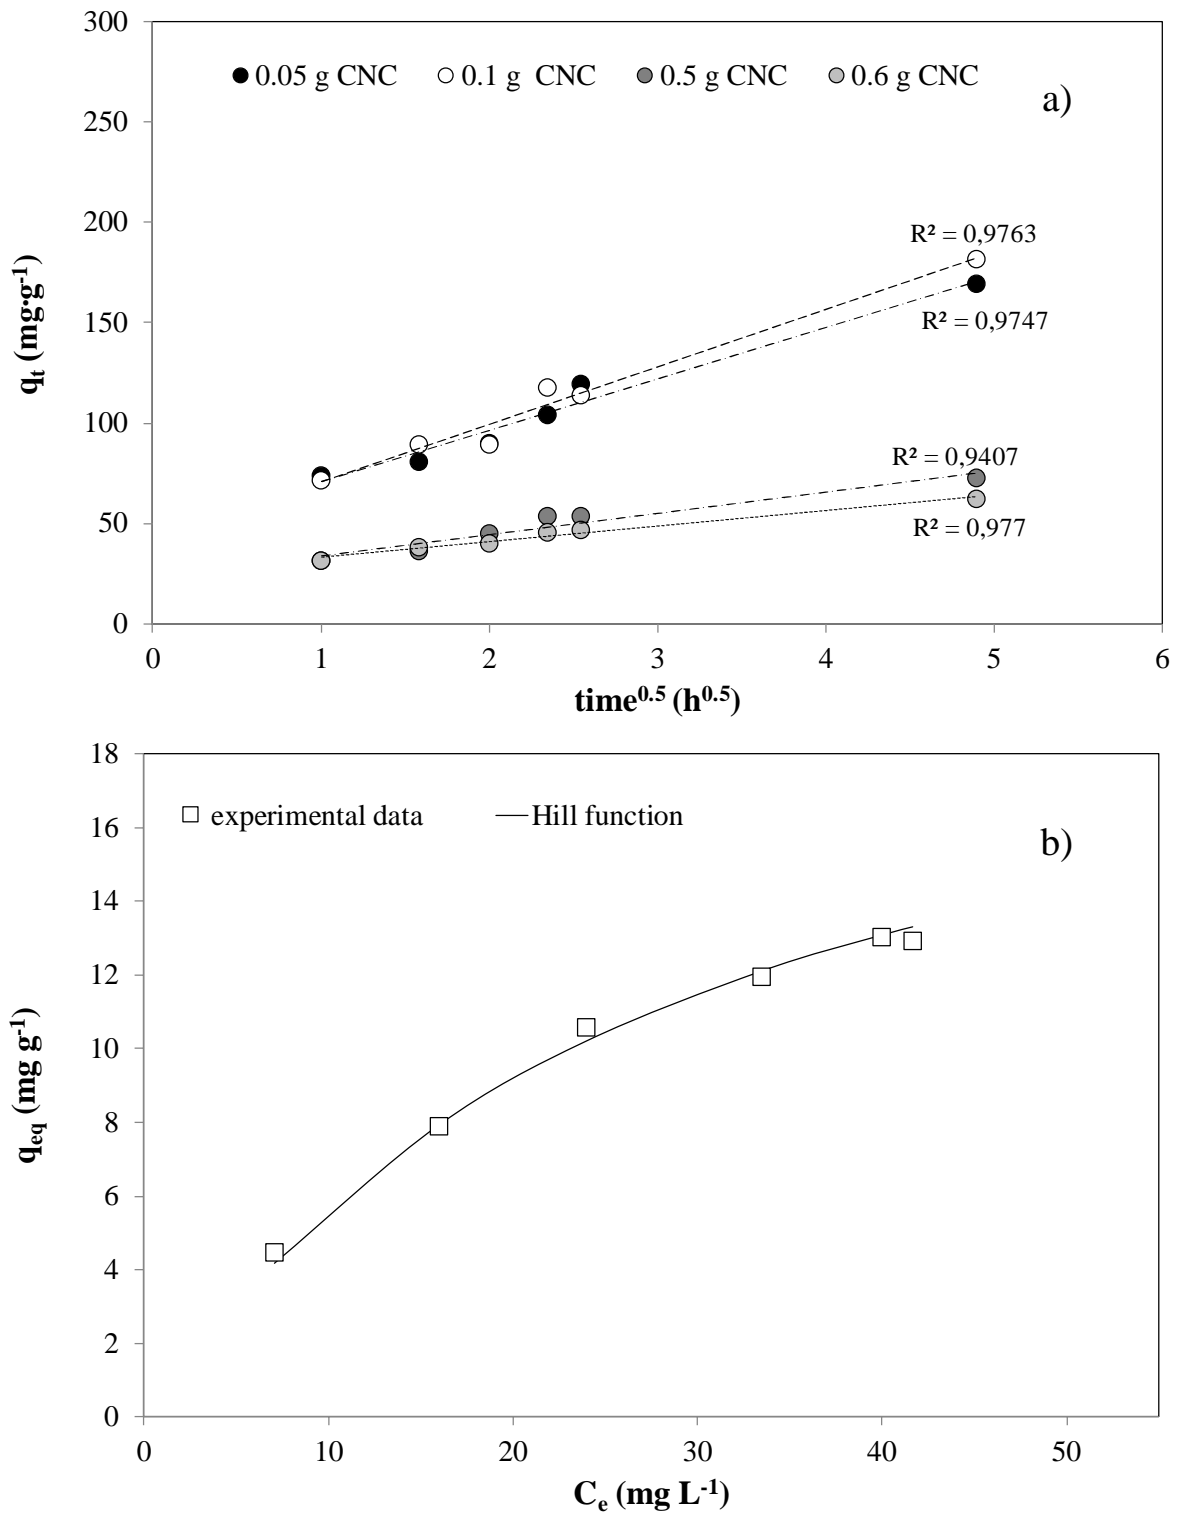 300
0.05 g CNC 0.1 g CNC 0.5 g CNC 0.6 g CNC
a)
250
200
R² = 0,9763
150
R² = 0,9747
100
R² = 0,9407
50
R² = 0,977
0
qt (mg·g-1)
0 1 2 3 4 5 6
time0.5 (h0.5)
18
experimental data Hill function
16
b)
14
12
10
8
6
4
2
0
qeq (mg g-1)
0 10 20 30 40 50
Ce (mg L-1)